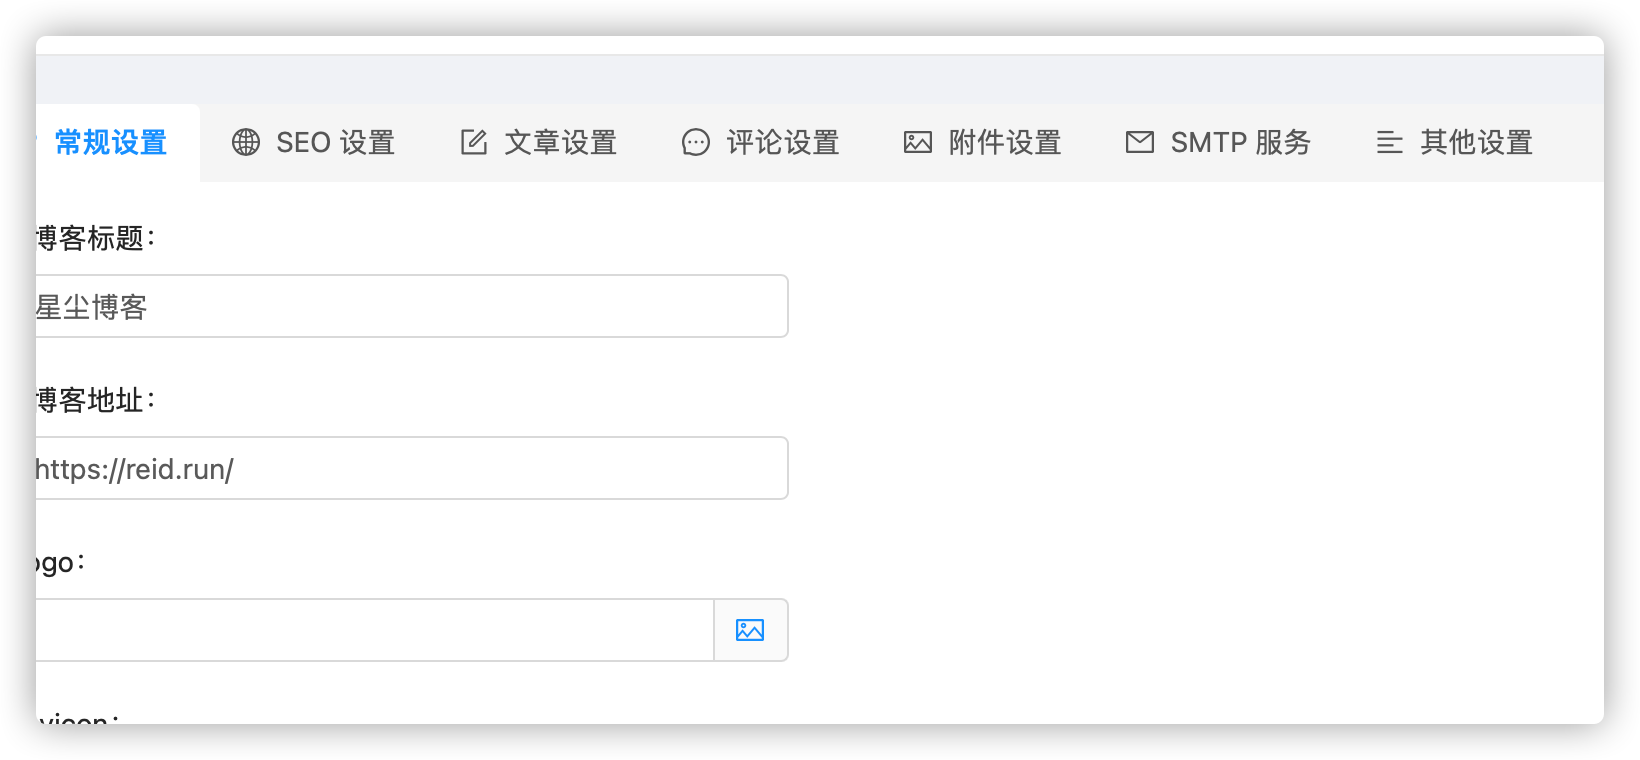 常规设置 SEO 设置 文章设置 评论设置 附件设置 SMTP 服务 其他设置
博客标题：
星尘博客
博客地址：
https://reid.run/
ogo：
vicon：